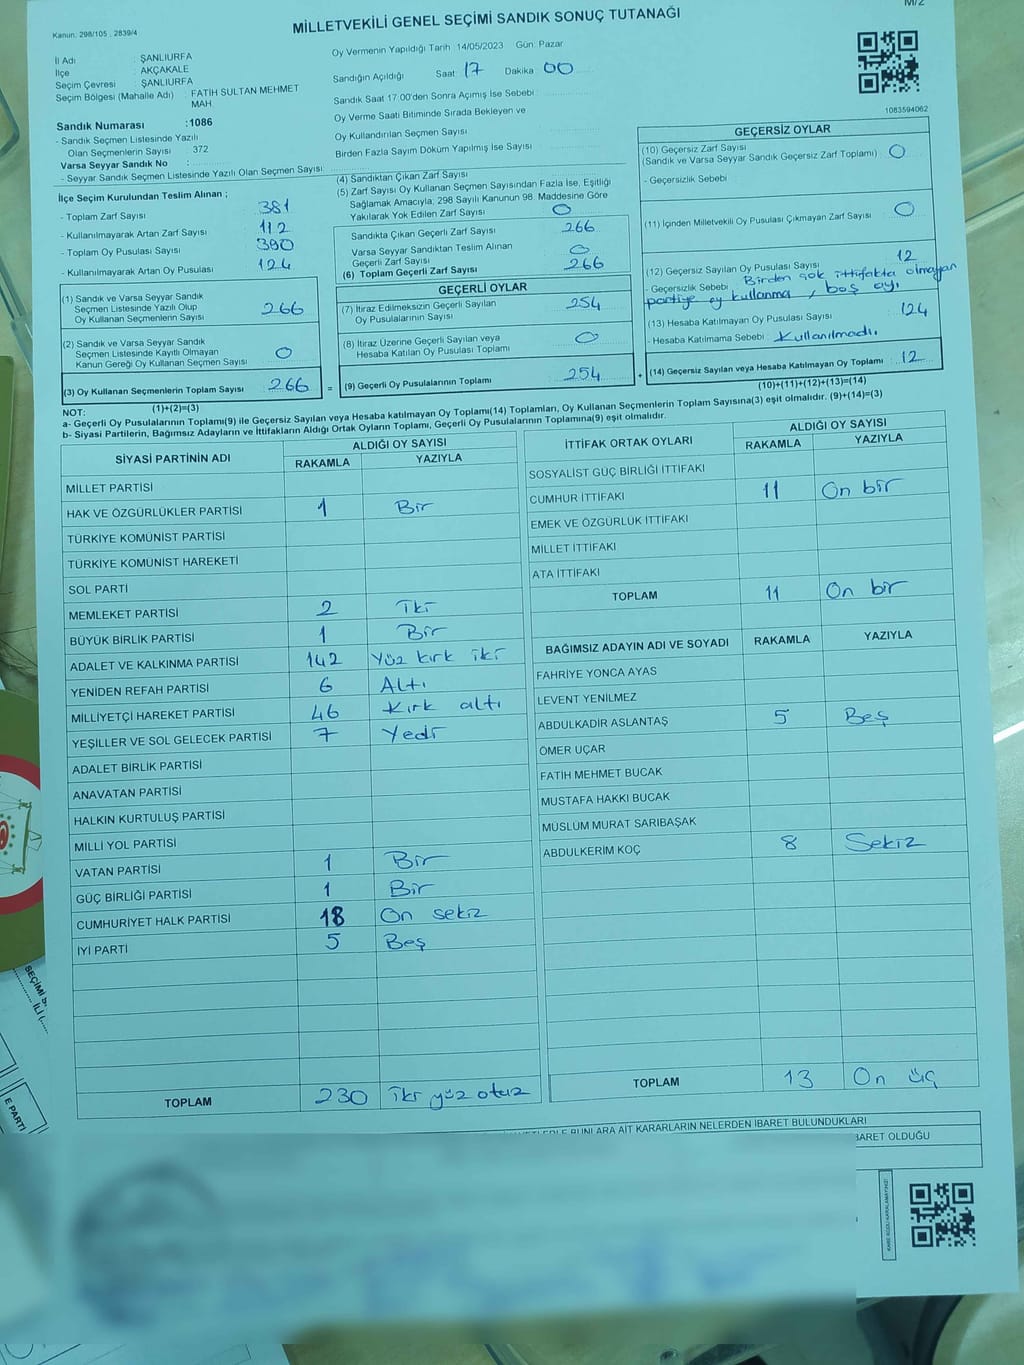 M/2
Kanun: 298/105 , 2839/4
MİLLETVEKİLİ GENEL SEÇİMİ SANDIK SONUÇ TUTANAĞI
İl Adı : ŞANLIURFA
İlçe : AKÇAKALE
Seçim Çevresi : ŞANLIURFA
Seçim Bölgesi (Mahalle Adı) : FATİH SULTAN MEHMET
MAH.
Sandık Numarası :1086
- Sandık Seçmen Listesinde Yazılı
Olan Seçmenlerin Sayısı : 372
Varsa Seyyar Sandık No :
- Seyyar Sandık Seçmen Listesinde Yazılı Olan Seçmen Sayısı
Oy Vermenin Yapıldığı Tarih :14/05/2023 Gün: Pazar
Sandığın Açıldığı Saat: 17 Dakika 00
Sandık Saat 17:00'den Sonra Açımış İse Sebebi :
Oy Verme Saati Bitiminde Sırada Bekleyen ve
Oy Kullandırılan Seçmen Sayısı
Birden Fazla Sayım Döküm Yapılmış İse Sayısı
1083594062
İlçe Seçim Kurulundan Teslim Alınan ;
- Toplam Zarf Sayısı 381
- Kullanılmayarak Artan Zarf Sayısı 112
- Toplam Oy Pusulası Sayısı 390
- Kullanılmayarak Artan Oy Pusulası 124
(1) Sandık ve Varsa Seyyar Sandık
Seçmen Listesinde Yazılı Olup
Oy Kullanan Seçmenlerin Sayısı 266
(2) Sandık ve Varsa Seyyar Sandık
Seçmen Listesinde Kayıtlı Olmayan
Kanun Gereği Oy Kullanan Seçmen Sayısı 0
(3) Oy Kullanan Seçmenlerin Toplam Sayısı 266 =
(1)+(2)=(3)
(4) Sandıktan Çıkan Zarf Sayısı
(5) Zarf Sayısı Oy Kullanan Seçmen Sayısından Fazla İse, Eşitliği
Sağlamak Amacıyla; 298 Sayılı Kanunun 98. Maddesine Göre
Yakılarak Yok Edilen Zarf Sayısı 0
Sandıkta Çıkan Geçerli Zarf Sayısı 266
Varsa Seyyar Sandıktan Teslim Alınan
Geçerli Zarf Sayısı 0
(6) Toplam Geçerli Zarf Sayısı 266
GEÇERLİ OYLAR
(7) İtiraz Edilmeksizin Geçerli Sayılan
Oy Pusulalarının Sayısı 254
(8) İtiraz Üzerine Geçerli Sayılan veya
Hesaba Katılan Oy Pusulası Toplamı 0
(9) Geçerli Oy Pusulalarının Toplamı 254 +
GEÇERSİZ OYLAR
(10) Geçersiz Zarf Sayısı
(Sandık ve Varsa Seyyar Sandık Geçersiz Zarf Toplamı) 0
- Geçersizlik Sebebi
(11) İçinden Milletvekili Oy Pusulası Çıkmayan Zarf Sayısı 0
(12) Geçersiz Sayılan Oy Pusulası Sayısı 12
- Geçersizlik Sebebi Birden çok ittifakta olmayan
partiye oy kullanma, boş oy
(13) Hesaba Katılmayan Oy Pusulası Sayısı 124
- Hesaba Katılmama Sebebi : Kullanılmadı.
(14) Geçersiz Sayılan veya Hesaba Katılmayan Oy Toplamı 12
(10)+(11)+(12)+(13)=(14)
NOT:
a- Geçerli Oy Pusulalarının Toplamı(9) ile Geçersiz Sayılan veya Hesaba katılmayan Oy Toplamı(14) Toplamları, Oy Kullanan Seçmenlerin Toplam Sayısına(3) eşit olmalıdır. (9)+(14)=(3)
b- Siyasi Partilerin, Bağımsız Adayların ve İttifakların Aldığı Ortak Oyların Toplamı, Geçerli Oy Pusulalarının Toplamına(9) eşit olmalıdır.
SİYASİ PARTİNİN ADI ALDIĞI OY SAYISI
RAKAMLA YAZIYLA
MİLLET PARTİSİ
HAK VE ÖZGÜRLÜKLER PARTİSİ 1 Bir
TÜRKİYE KOMÜNİST PARTİSİ
TÜRKİYE KOMÜNİST HAREKETİ
SOL PARTİ
MEMLEKET PARTİSİ 2 İki
BÜYÜK BİRLİK PARTİSİ 1 Bir
ADALET VE KALKINMA PARTİSİ 142 Yüz kırk iki
YENİDEN REFAH PARTİSİ 6 Altı
MİLLİYETÇİ HAREKET PARTİSİ 46 Kırk altı
YEŞİLLER VE SOL GELECEK PARTİSİ 7 Yedi
ADALET BİRLİK PARTİSİ
ANAVATAN PARTİSİ
HALKIN KURTULUŞ PARTİSİ
MİLLİ YOL PARTİSİ
VATAN PARTİSİ 1 Bir
GÜÇ BİRLİĞİ PARTİSİ 1 Bir
CUMHURİYET HALK PARTİSİ 18 On sekiz
İYİ PARTİ 5 Beş
TOPLAM 230 İki yüz otuz
İTTİFAK ORTAK OYLARI ALDIĞI OY SAYISI
RAKAMLA YAZIYLA
SOSYALİST GÜÇ BİRLİĞİ İTTİFAKI
CUMHUR İTTİFAKI 11 On bir
EMEK VE ÖZGÜRLÜK İTTİFAKI
MİLLET İTTİFAKI
ATA İTTİFAKI
TOPLAM 11 On bir
BAĞIMSIZ ADAYIN ADI VE SOYADI RAKAMLA YAZIYLA
FAHRİYE YONCA AYAS
LEVENT YENİLMEZ
ABDULKADIR ASLANTAŞ 5 Beş
ÖMER UÇAR
FATİH MEHMET BUCAK
MUSTAFA HAKKI BUCAK
MÜSLÜM MURAT SARIBAŞAK
ABDULKERİM KOÇ 8 Sekiz
TOPLAM 13 On üç
BUNLARA AİT KARARLARIN NELERDEN İBARET BULUNDUKLARI
İBARET OLDUĞU
SEÇİMİ S
İLİ (
E PARTİ